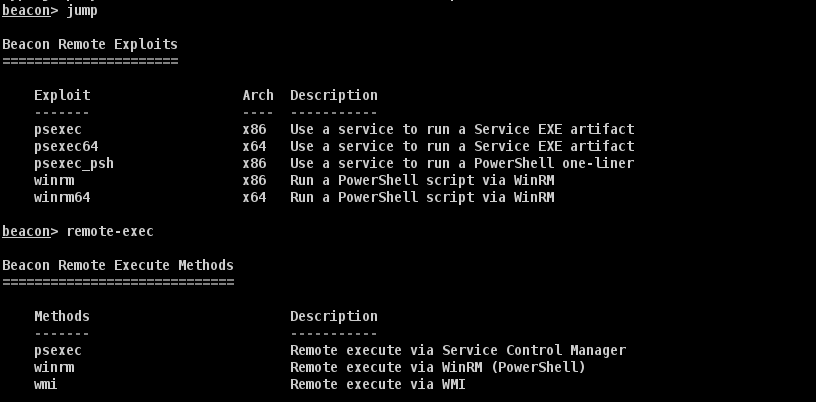 beacon> jump
Beacon Remote Exploits
======================
Exploit Arch Description
------- ---- -----------
psexec x86 Use a service to run a Service EXE artifact
psexec64 x64 Use a service to run a Service EXE artifact
psexec_psh x86 Use a service to run a PowerShell one-liner
winrm x86 Run a PowerShell script via WinRM
winrm64 x64 Run a PowerShell script via WinRM
beacon> remote-exec
Beacon Remote Execute Methods
=============================
Methods Description
------- -----------
psexec Remote execute via Service Control Manager
winrm Remote execute via WinRM (PowerShell)
wmi Remote execute via WMI